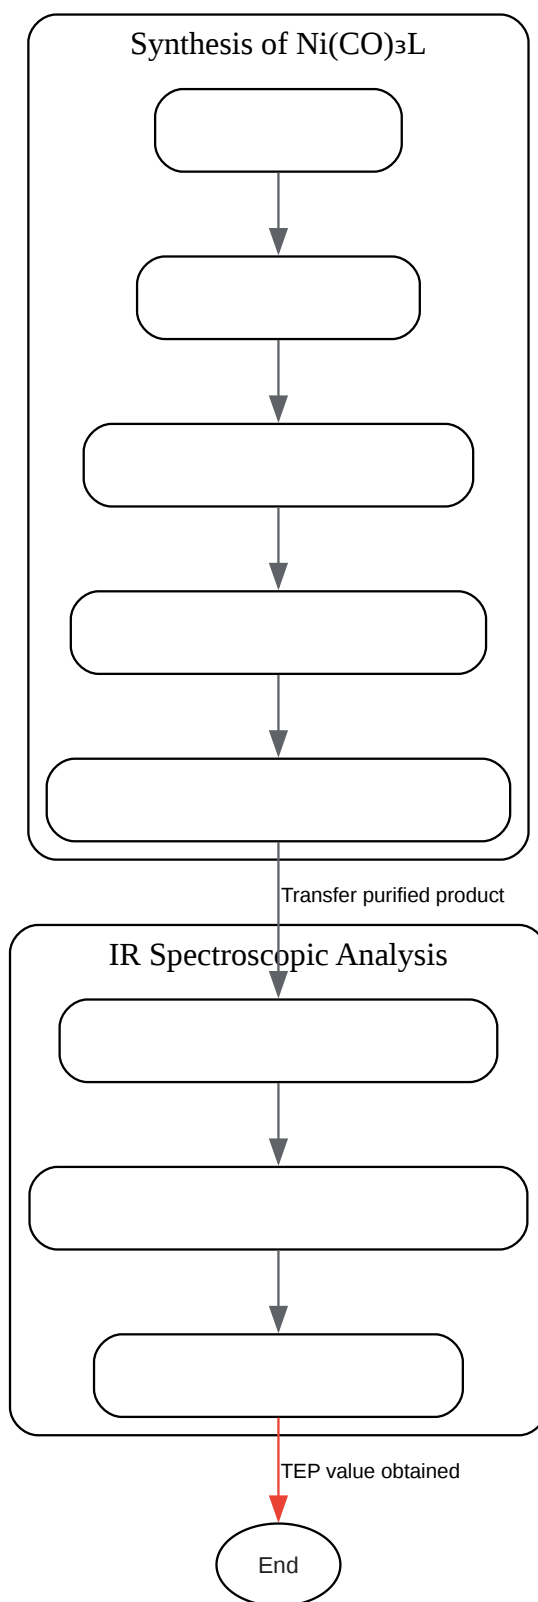 Synthesis of Ni(CO)₃L
Transfer purified product
IR Spectroscopic Analysis
TEP value obtained
End